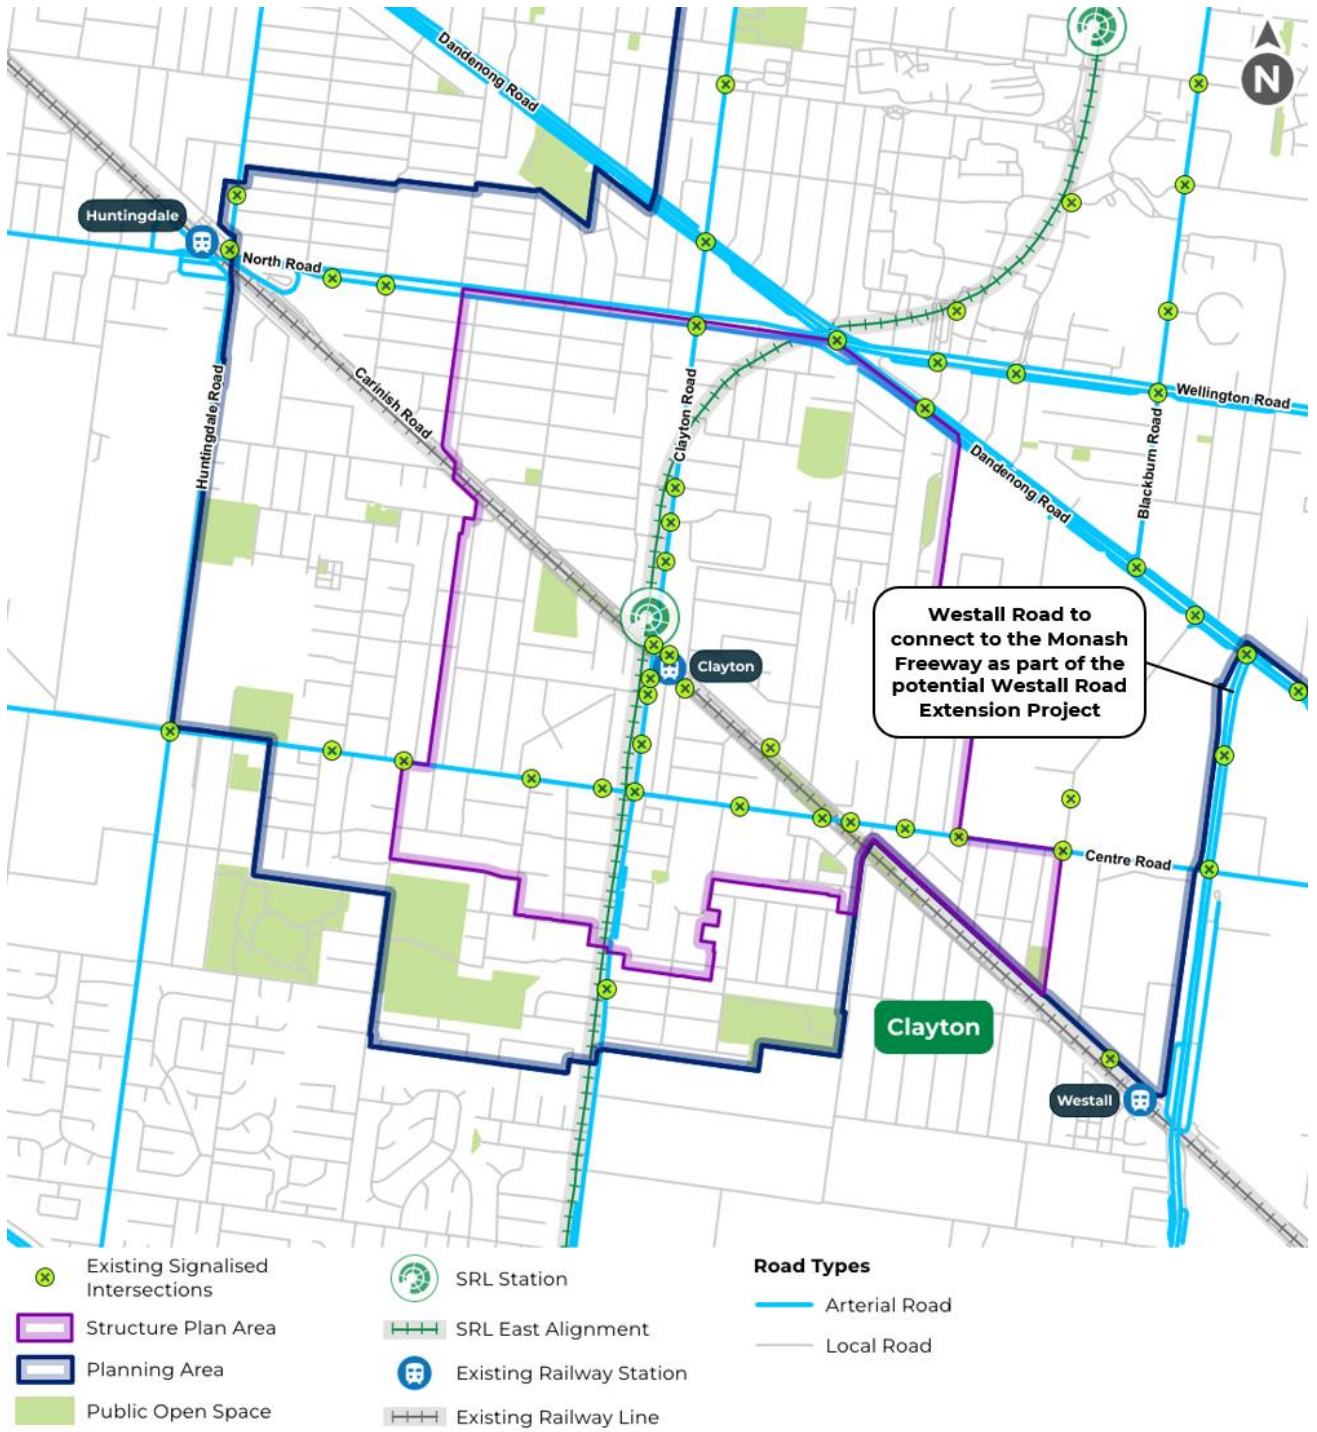 Dandenong Road
N
Huntingdale
North Road
Carinish Road
Clayton Road
Wellington Road
Huntingdale Road
Blackburn Road
Dandenong Road
Westall Road to
connect to the Monash
Freeway as part of the
potential Westall Road
Extension Project
Clayton
Centre Road
Clayton
Westall
Existing Signalised
Intersections
Structure Plan Area
Planning Area
Public Open Space
SRL Station
SRL East Alignment
Existing Railway Station
Existing Railway Line
Road Types
Arterial Road
Local Road